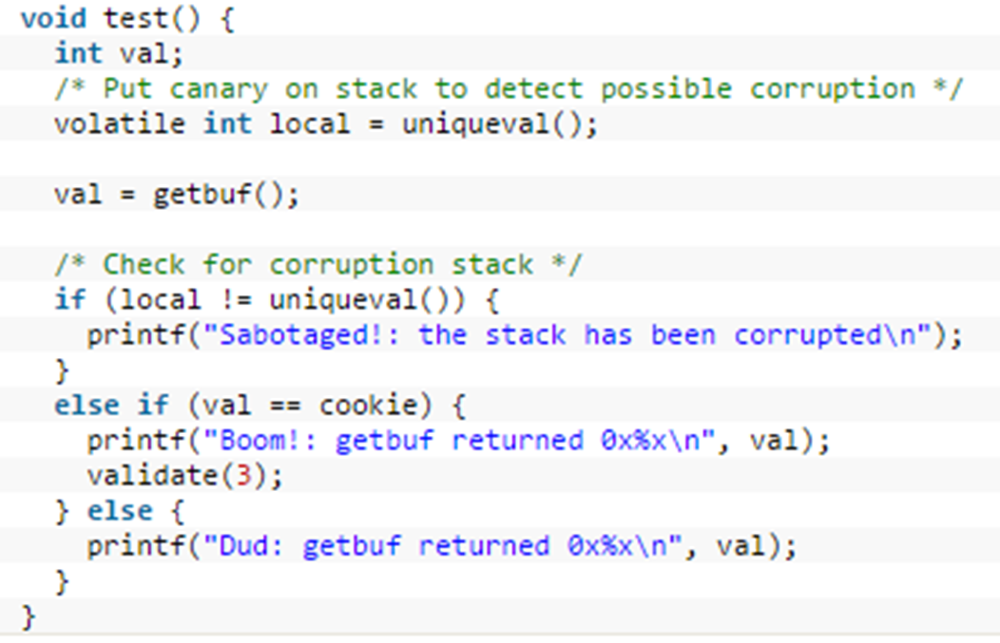 void test() {
  int val;
  /* Put canary on stack to detect possible corruption */
  volatile int local = uniqueval();

  val = getbuf();

  /* Check for corruption stack */
  if (local != uniqueval()) {
    printf("Sabotaged!: the stack has been corrupted\n");
  }
  else if (val == cookie) {
    printf("Boom!: getbuf returned 0x%x\n", val);
    validate(3);
  } else {
    printf("Dud: getbuf returned 0x%x\n", val);
  }
}